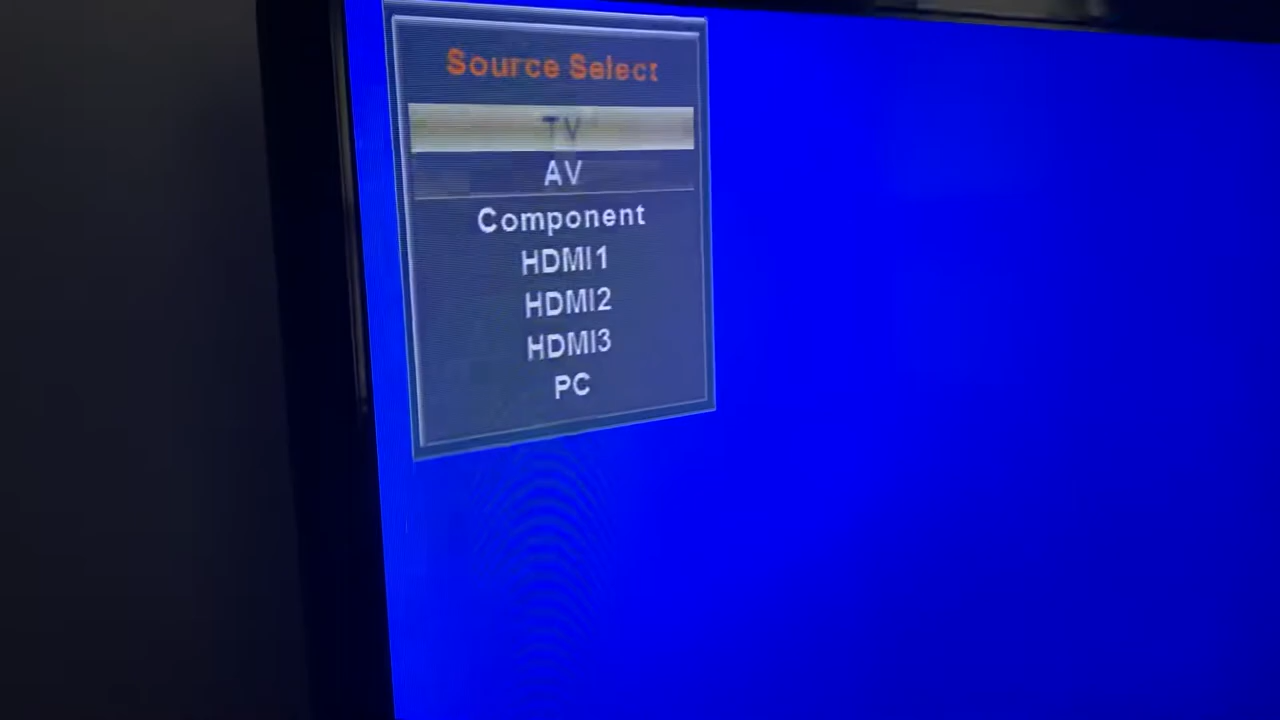 Source Select
TV
AV
Component
HDMI1
HDMI2
HDMI3
PC